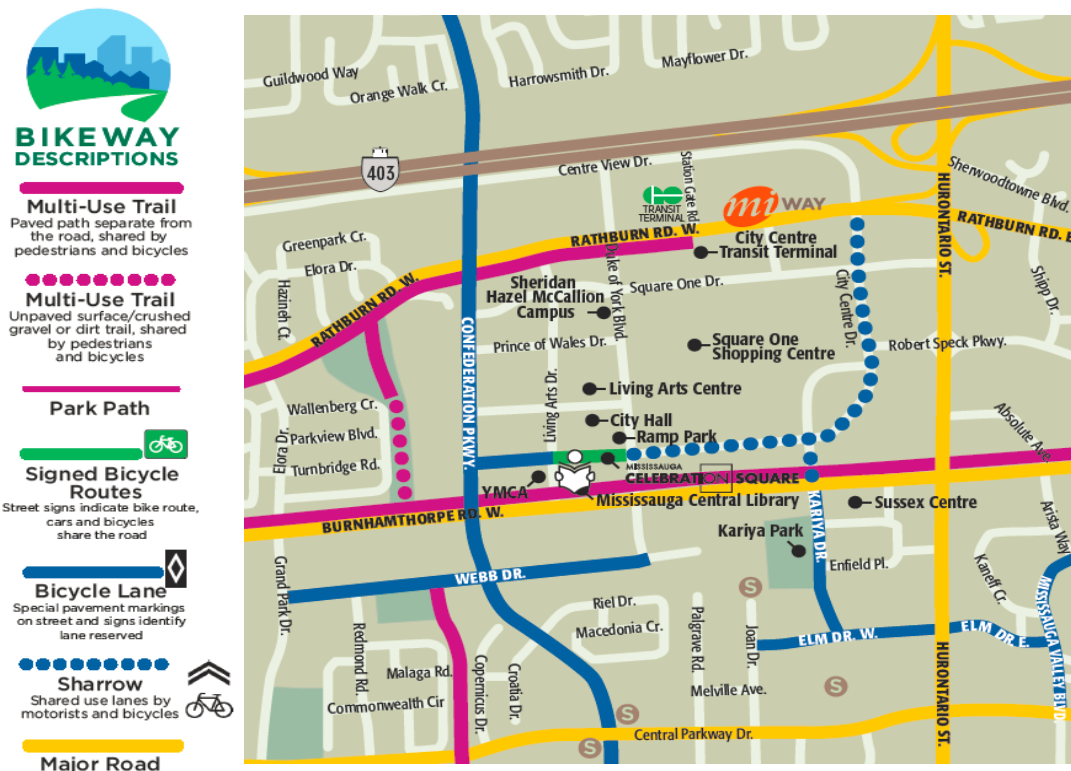 BIKEWAY
DESCRIPTIONS
Multi-Use Trail
Paved path separate from
the road, shared by
pedestrians and bicycles
Multi-Use Trail
Unpaved surface/crushed
gravel or dirt trail, shared
by pedestrians
and bicycles
Park Path
Signed Bicycle
Routes
Street signs indicate bike route,
cars and bicycles
share the road
Bicycle Lane
Special pavement markings
on street and signs identify
lane reserved
Sharrow
Shared use lanes by
motorists and bicycles
Major Road
Guildwood Way
Orange Walk Cr.
Harrowsmith Dr.
Mayflower Dr.
403
Centre View Dr.
Station Gate Rd.
Sherwoodtowne Blvd.
GO
TRANSIT
TERMINAL
mi WAY
City Centre
Transit Terminal
HURONTARIO ST.
RATHBURN RD. E
RATHBURN RD. W.
Greenpark Cr.
Elora Dr.
Hazineh Ct.
RATHBURN RD. W.
Duke of York Blvd.
Square One Dr.
Sheridan
Hazel McCallion
Campus
City Centre Dr.
Shipp Dr.
CONFEDERATION PKWY.
Prince of Wales Dr.
Square One
Shopping Centre
Robert Speck Pkwy.
Living Arts Dr.
Living Arts Centre
Wallenberg Cr.
City Hall
Absolute Ave.
Parkview Blvd.
Ramp Park
Elora Dr.
Turnbridge Rd.
MISSISSAUGA
CELEBRATION SQUARE
YMCA
Mississauga Central Library
Sussex Centre
BURNHAMTHORPE RD. W.
KARIYA DR.
Arista Way
Kariya Park
Enfield Pl.
Kaneff Cr.
Grand Park Dr.
WEBB DR.
S
Riel Dr.
Macedonia Cr.
Redmond Rd.
Palgrave Rd.
Joan Dr.
ELM DR. W.
ELM DR. E.
MISSISSAUGA VALLEY BLVD.
Malaga Rd.
Copernicus Dr.
Croatia Dr.
Commonwealth Cir
Melville Ave.
S
S
HURONTARIO ST.
Central Parkway Dr.
S